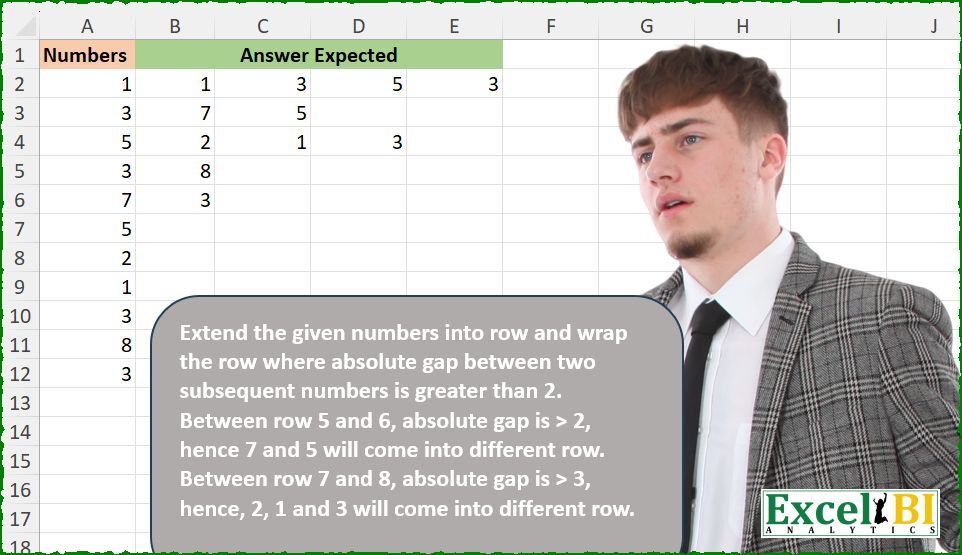 A B C D E F G H I J
1 Numbers Answer Expected
2 1 1 3 5 3
3 3 7 5
4 5 2 1 3
5 3 8
6 7 3
7 5
8 2
9 1
10 3
11 8
12 3
13
14
15
16
17
18
Extend the given numbers into row and wrap
the row where absolute gap between two
subsequent numbers is greater than 2.
Between row 5 and 6, absolute gap is > 2,
hence 7 and 5 will come into different row.
Between row 7 and 8, absolute gap is > 3,
hence, 2, 1 and 3 will come into different row.
Excel BI
ANALYTICS